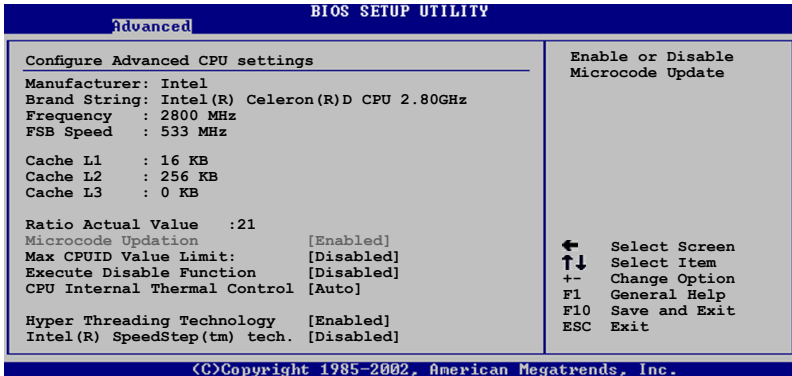 BIOS SETUP UTILITY
Advanced
Configure Advanced CPU settings
Manufacturer: Intel
Brand String: Intel(R) Celeron(R)D CPU 2.80GHz
Frequency : 2800 MHz
FSB Speed : 533 MHz
Cache L1 : 16 KB
Cache L2 : 256 KB
Cache L3 : 0 KB
Ratio Actual Value :21
Microcode Updation [Enabled]
Max CPUID Value Limit: [Disabled]
Execute Disable Function [Disabled]
CPU Internal Thermal Control [Auto]
Hyper Threading Technology [Enabled]
Intel(R) SpeedStep(tm) tech. [Disabled]
Enable or Disable
Microcode Update
← Select Screen
↑↓ Select Item
+- Change Option
F1 General Help
F10 Save and Exit
ESC Exit
(C)Copyright 1985-2002, American Megatrends, Inc.